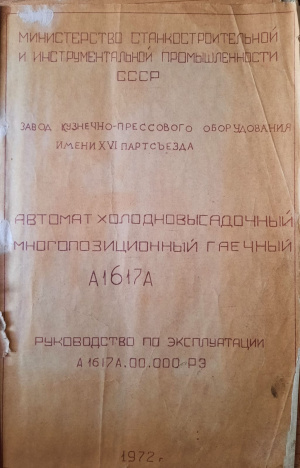 МИНИСТЕРСТВО СТАНКОСТРОИТЕЛЬНОЙ
И ИНСТРУМЕНТАЛЬНОЙ ПРОМЫШЛЕННОСТИ
СССР
ЗАВОД КУЗНЕЧНО-ПРЕССОВОГО ОБОРУДОВАНИЯ
ИМЕНИ XVI ПАРТСЪЕЗДА
АВТОМАТ ХОЛОДНОВЫСАДОЧНЫЙ
МНОГОПОЗИЦИОННЫЙ ГАЕЧНЫЙ
А1617А
РУКОВОДСТВО ПО ЭКСПЛУАТАЦИИ
А1617А.00.000-РЭ
1972 г